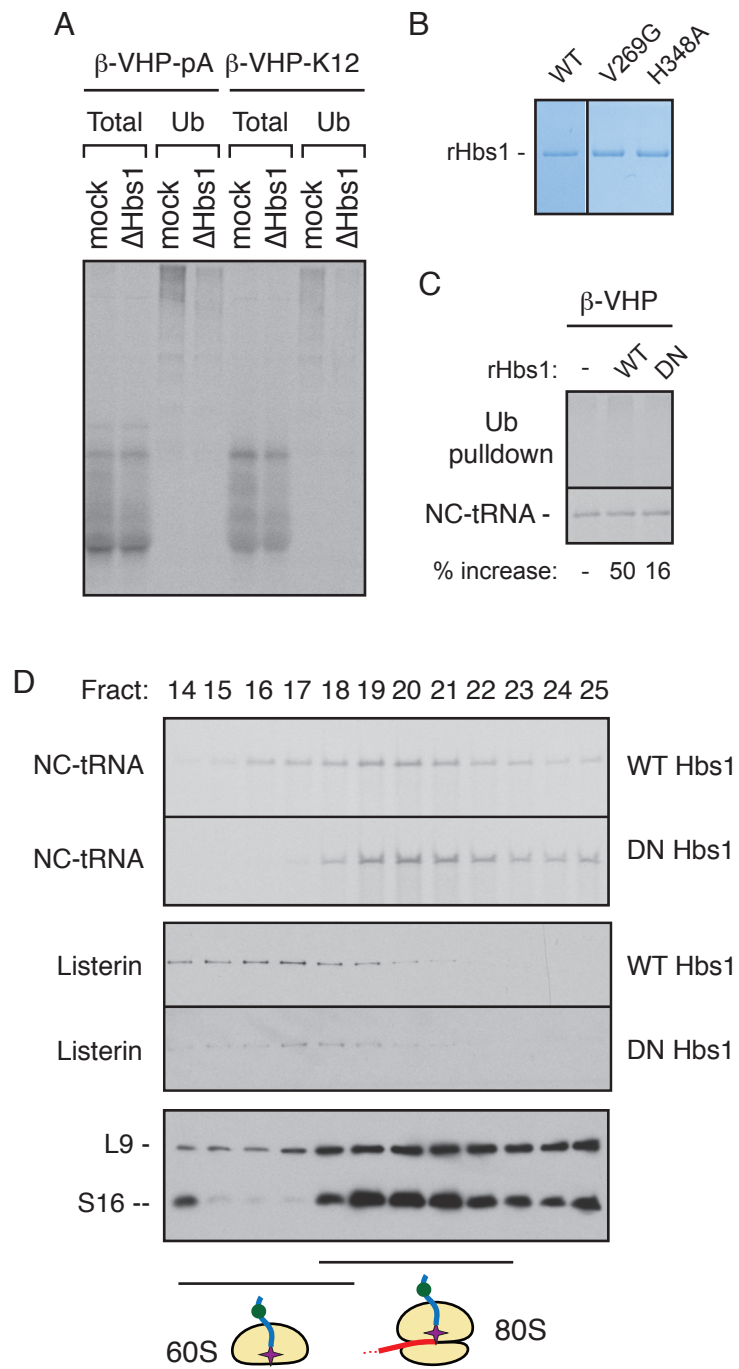 A
β-VHP-pA β-VHP-K12
Total Ub Total Ub
mock ΔHbs1 mock ΔHbs1 mock ΔHbs1 mock ΔHbs1
B
WT V269G H348A
rHbs1 -
C
β-VHP
rHbs1: - WT DN
Ub
pulldown
NC-tRNA -
% increase: - 50 16
D
Fract: 14 15 16 17 18 19 20 21 22 23 24 25
NC-tRNA WT Hbs1
NC-tRNA DN Hbs1
Listerin WT Hbs1
Listerin DN Hbs1
L9 -
S16 --
60S 80S